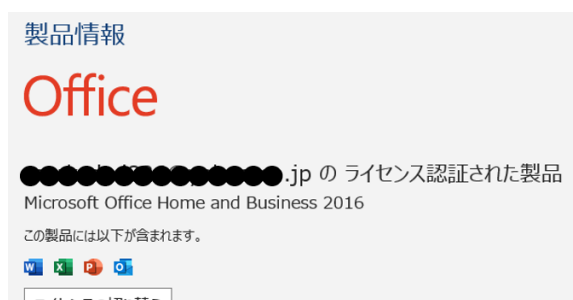 製品情報
Office
.jp の ライセンス認証された製品
Microsoft Office Home and Business 2016
この製品には以下が含まれます。